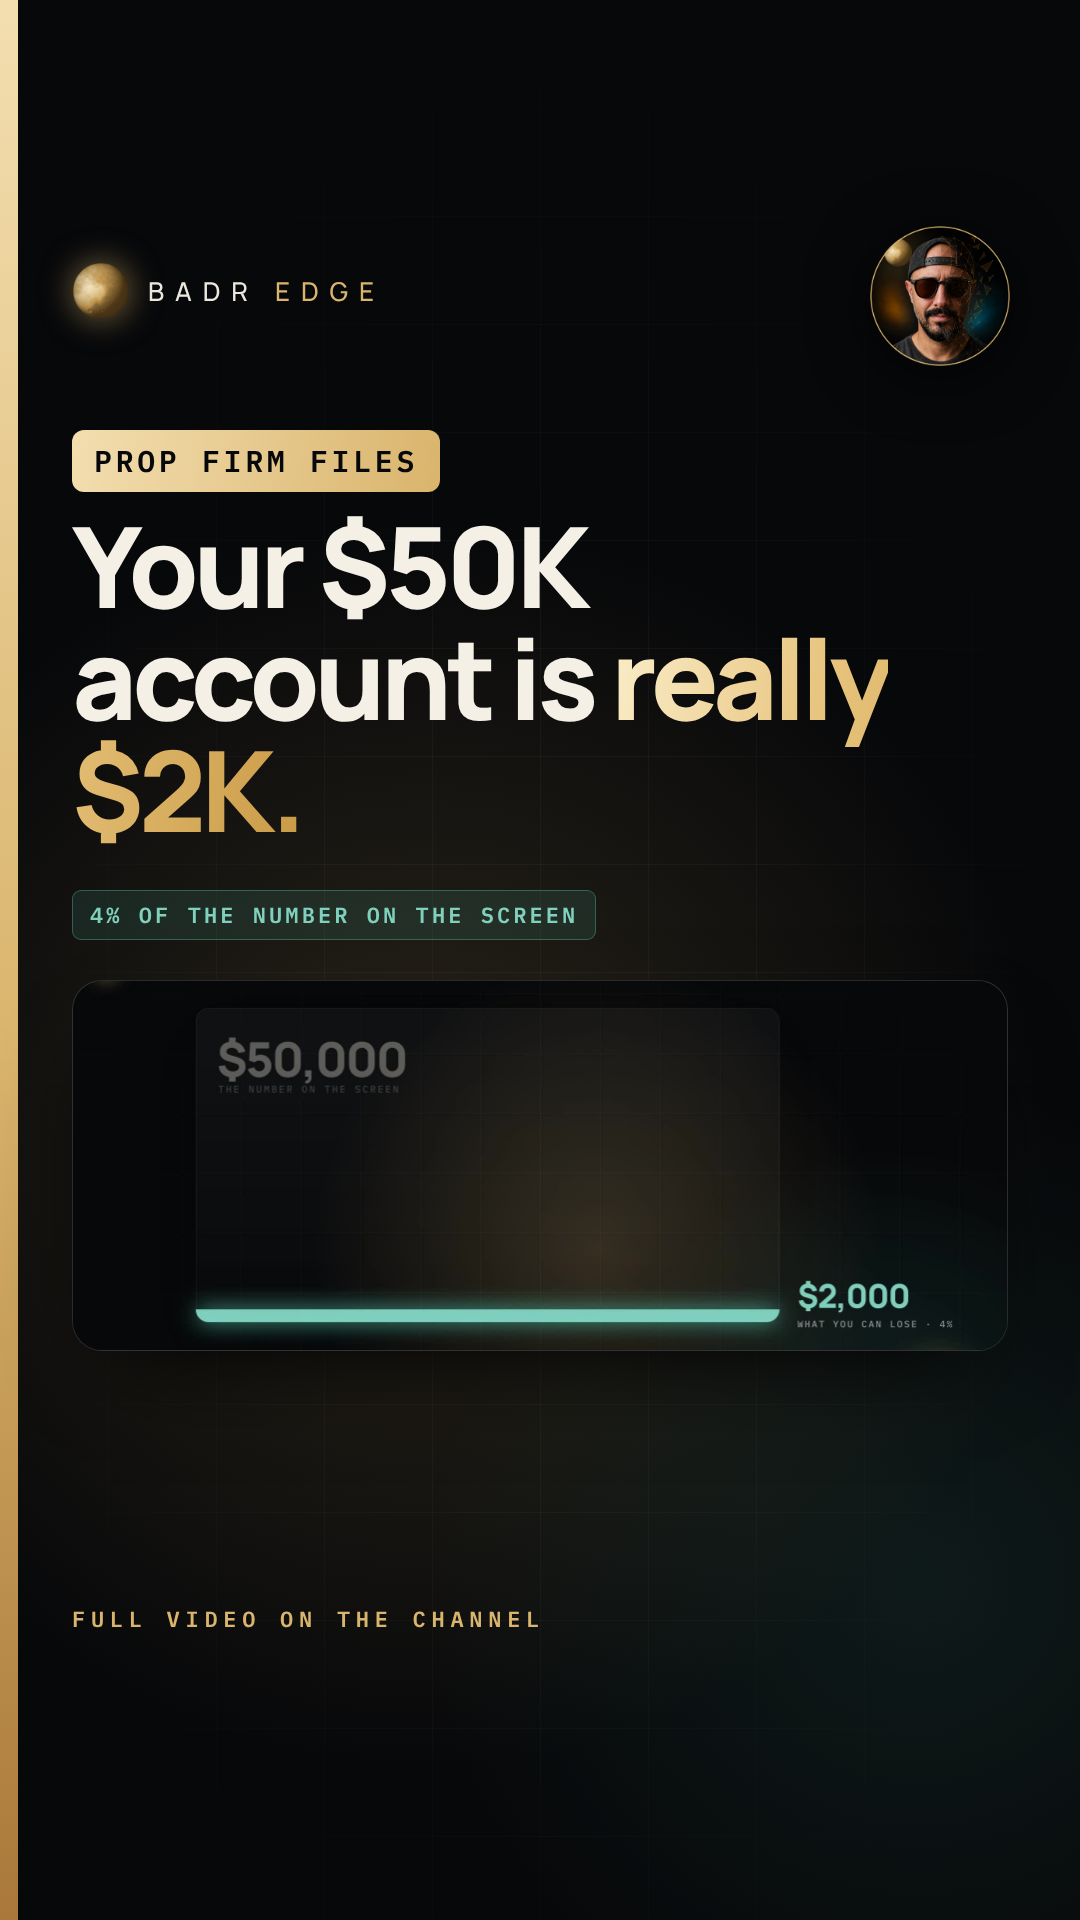 BADR EDGE
PROP FIRM FILES
Your $50K
account is really
$2K.
4% OF THE NUMBER ON THE SCREEN
$50,000
THE NUMBER ON THE SCREEN
$2,000
WHAT YOU CAN LOSE · 4%
FULL VIDEO ON THE CHANNEL